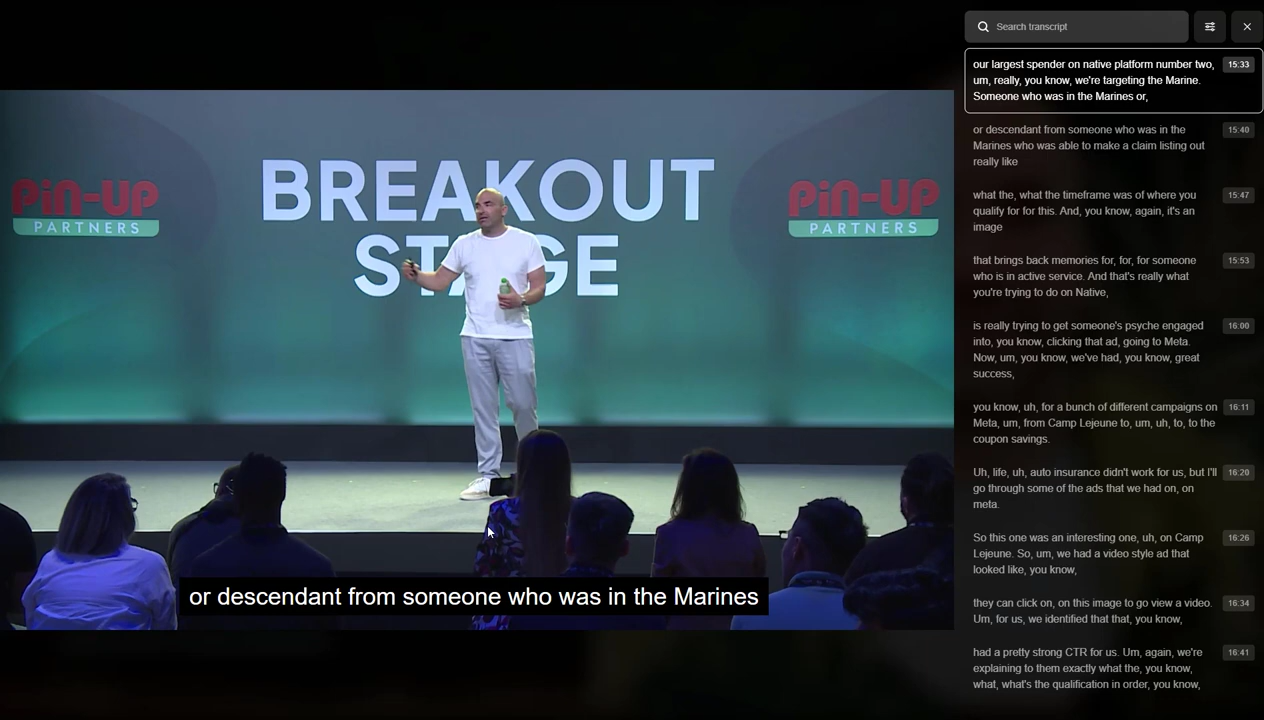 Search transcript
our largest spender on native platform number two,
15:33
um, really, you know, we're targeting the Marine.
Someone who was in the Marines or,
or descendant from someone who was in the
15:40
Marines who was able to make a claim listing out
really like
what the, what the timeframe was of where you
15:47
qualify for for this. And, you know, again, it's an
image
that brings back memories for, for, for someone
15:53
who is in active service. And that's really what
you're trying to do on Native,
is really trying to get someone's psyche engaged
16:00
into, you know, clicking that ad, going to Meta.
Now, um, you know, we've had, you know, great
success,
you know, uh, for a bunch of different campaigns on
16:11
Meta, um, from Camp Lejeune to, um, uh, to, to the
coupon savings.
Uh, life, uh, auto insurance didn't work for us, but I'll
16:20
go through some of the ads that we had on, on
meta.
So this one was an interesting one, uh, on Camp
16:26
Lejeune. So, um, we had a video style ad that
looked like, you know,
they can click on, on this image to go view a video.
16:34
Um, for us, we identified that that, you know,
had a pretty strong CTR for us. Um, again, we're
16:41
explaining to them exactly what the, you know,
what, what's the qualification in order, you know,
BREAKOUT
STAGE
PiN-UP
PARTNERS
PiN-UP
PARTNERS
or descendant from someone who was in the Marines